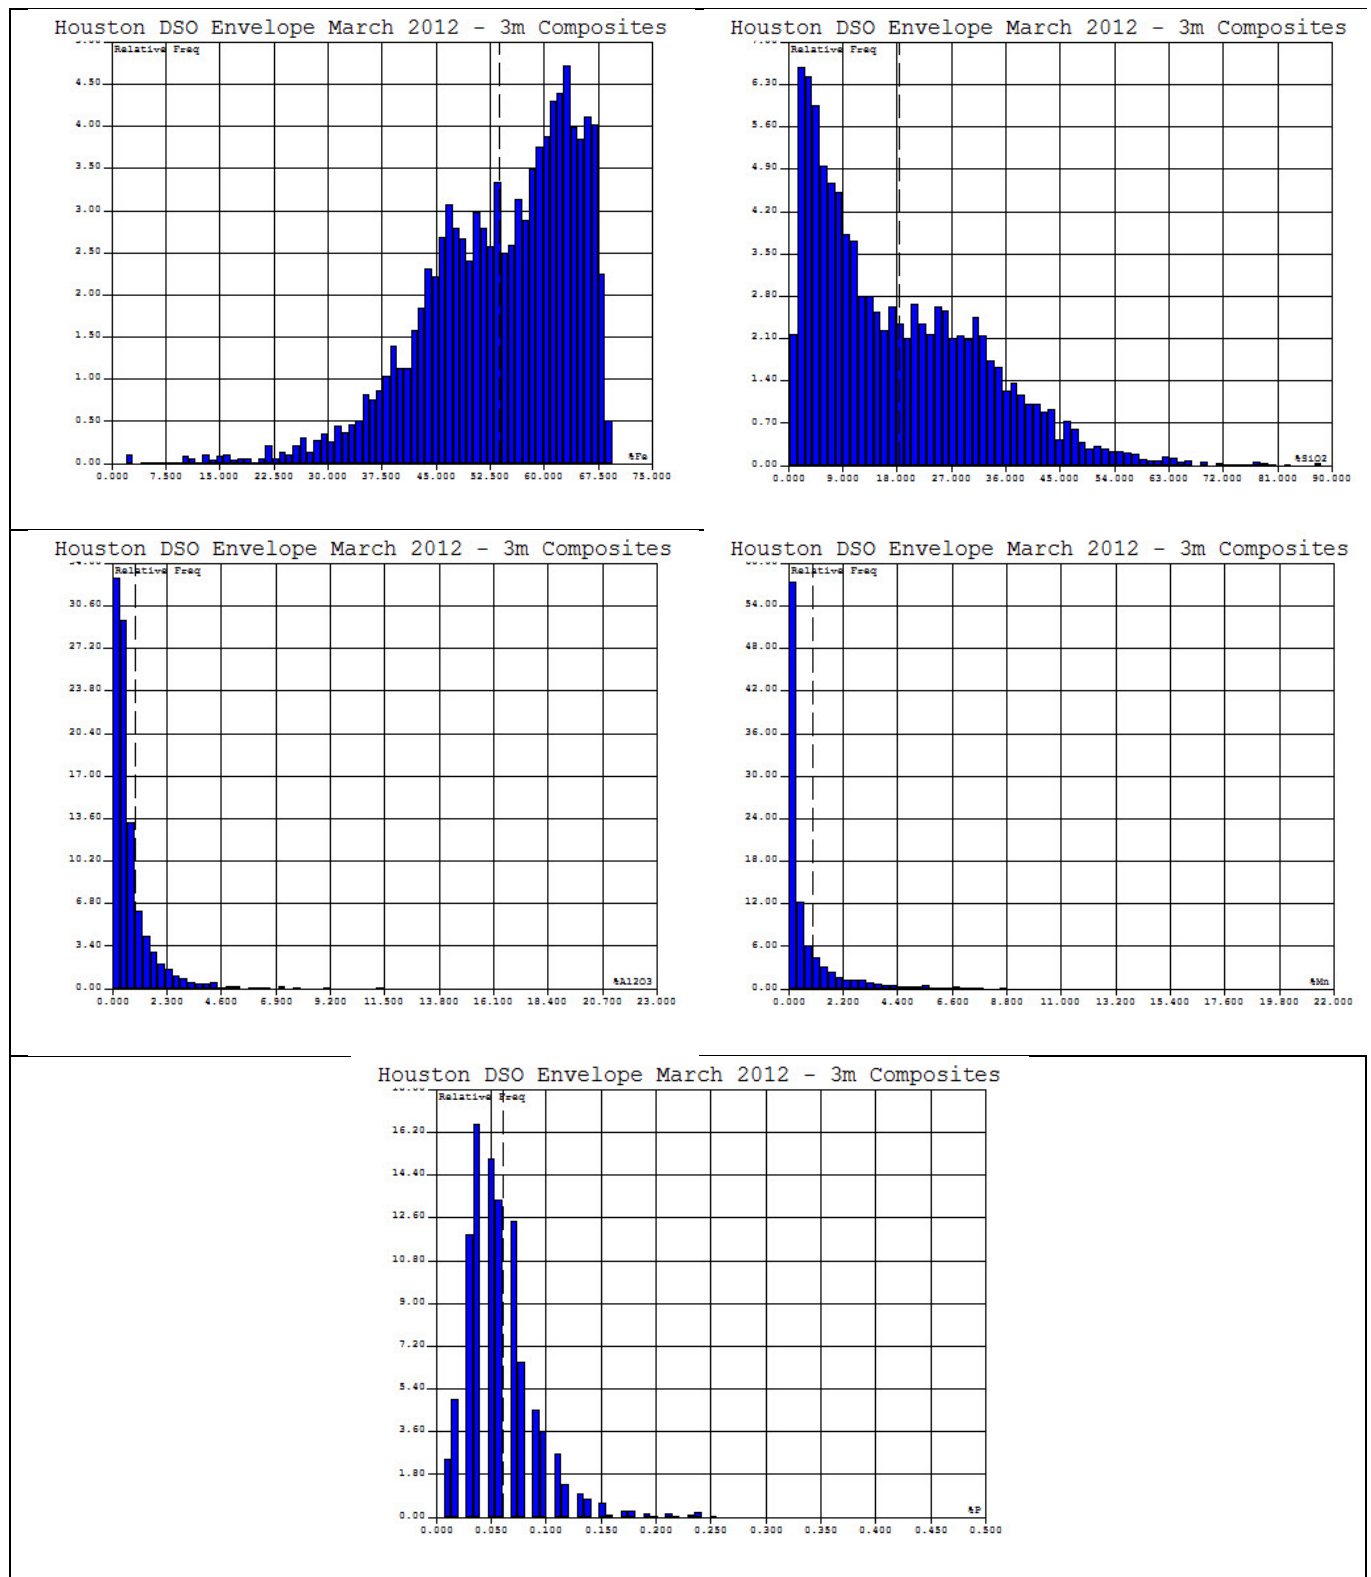 Houston DSO Envelope March 2012 - 3m Composites
Relative Freq
4.50
4.00
3.50
3.00
2.50
2.00
1.50
1.00
0.50
0.00
%Fe
0.000 7.500 15.000 22.500 30.000 37.500 45.000 52.500 60.000 67.500 75.000
Houston DSO Envelope March 2012 - 3m Composites
Relative Freq
6.30
5.60
4.90
4.20
3.50
2.80
2.10
1.40
0.70
0.00
%SiO2
0.000 9.000 18.000 27.000 36.000 45.000 54.000 63.000 72.000 81.000 90.000
Houston DSO Envelope March 2012 - 3m Composites
Relative Freq
30.60
27.20
23.80
20.40
17.00
13.60
10.20
6.80
3.40
0.00
%Al2O3
0.000 2.300 4.600 6.900 9.200 11.500 13.800 16.100 18.400 20.700 23.000
Houston DSO Envelope March 2012 - 3m Composites
Relative Freq
54.00
48.00
42.00
36.00
30.00
24.00
18.00
12.00
6.00
0.00
%Mn
0.000 2.200 4.400 6.600 8.800 11.000 13.200 15.400 17.600 19.800 22.000
Houston DSO Envelope March 2012 - 3m Composites
Relative Freq
16.20
14.40
12.60
10.80
9.00
7.20
5.40
3.60
1.80
0.00
%P
0.000 0.050 0.100 0.150 0.200 0.250 0.300 0.350 0.400 0.450 0.500